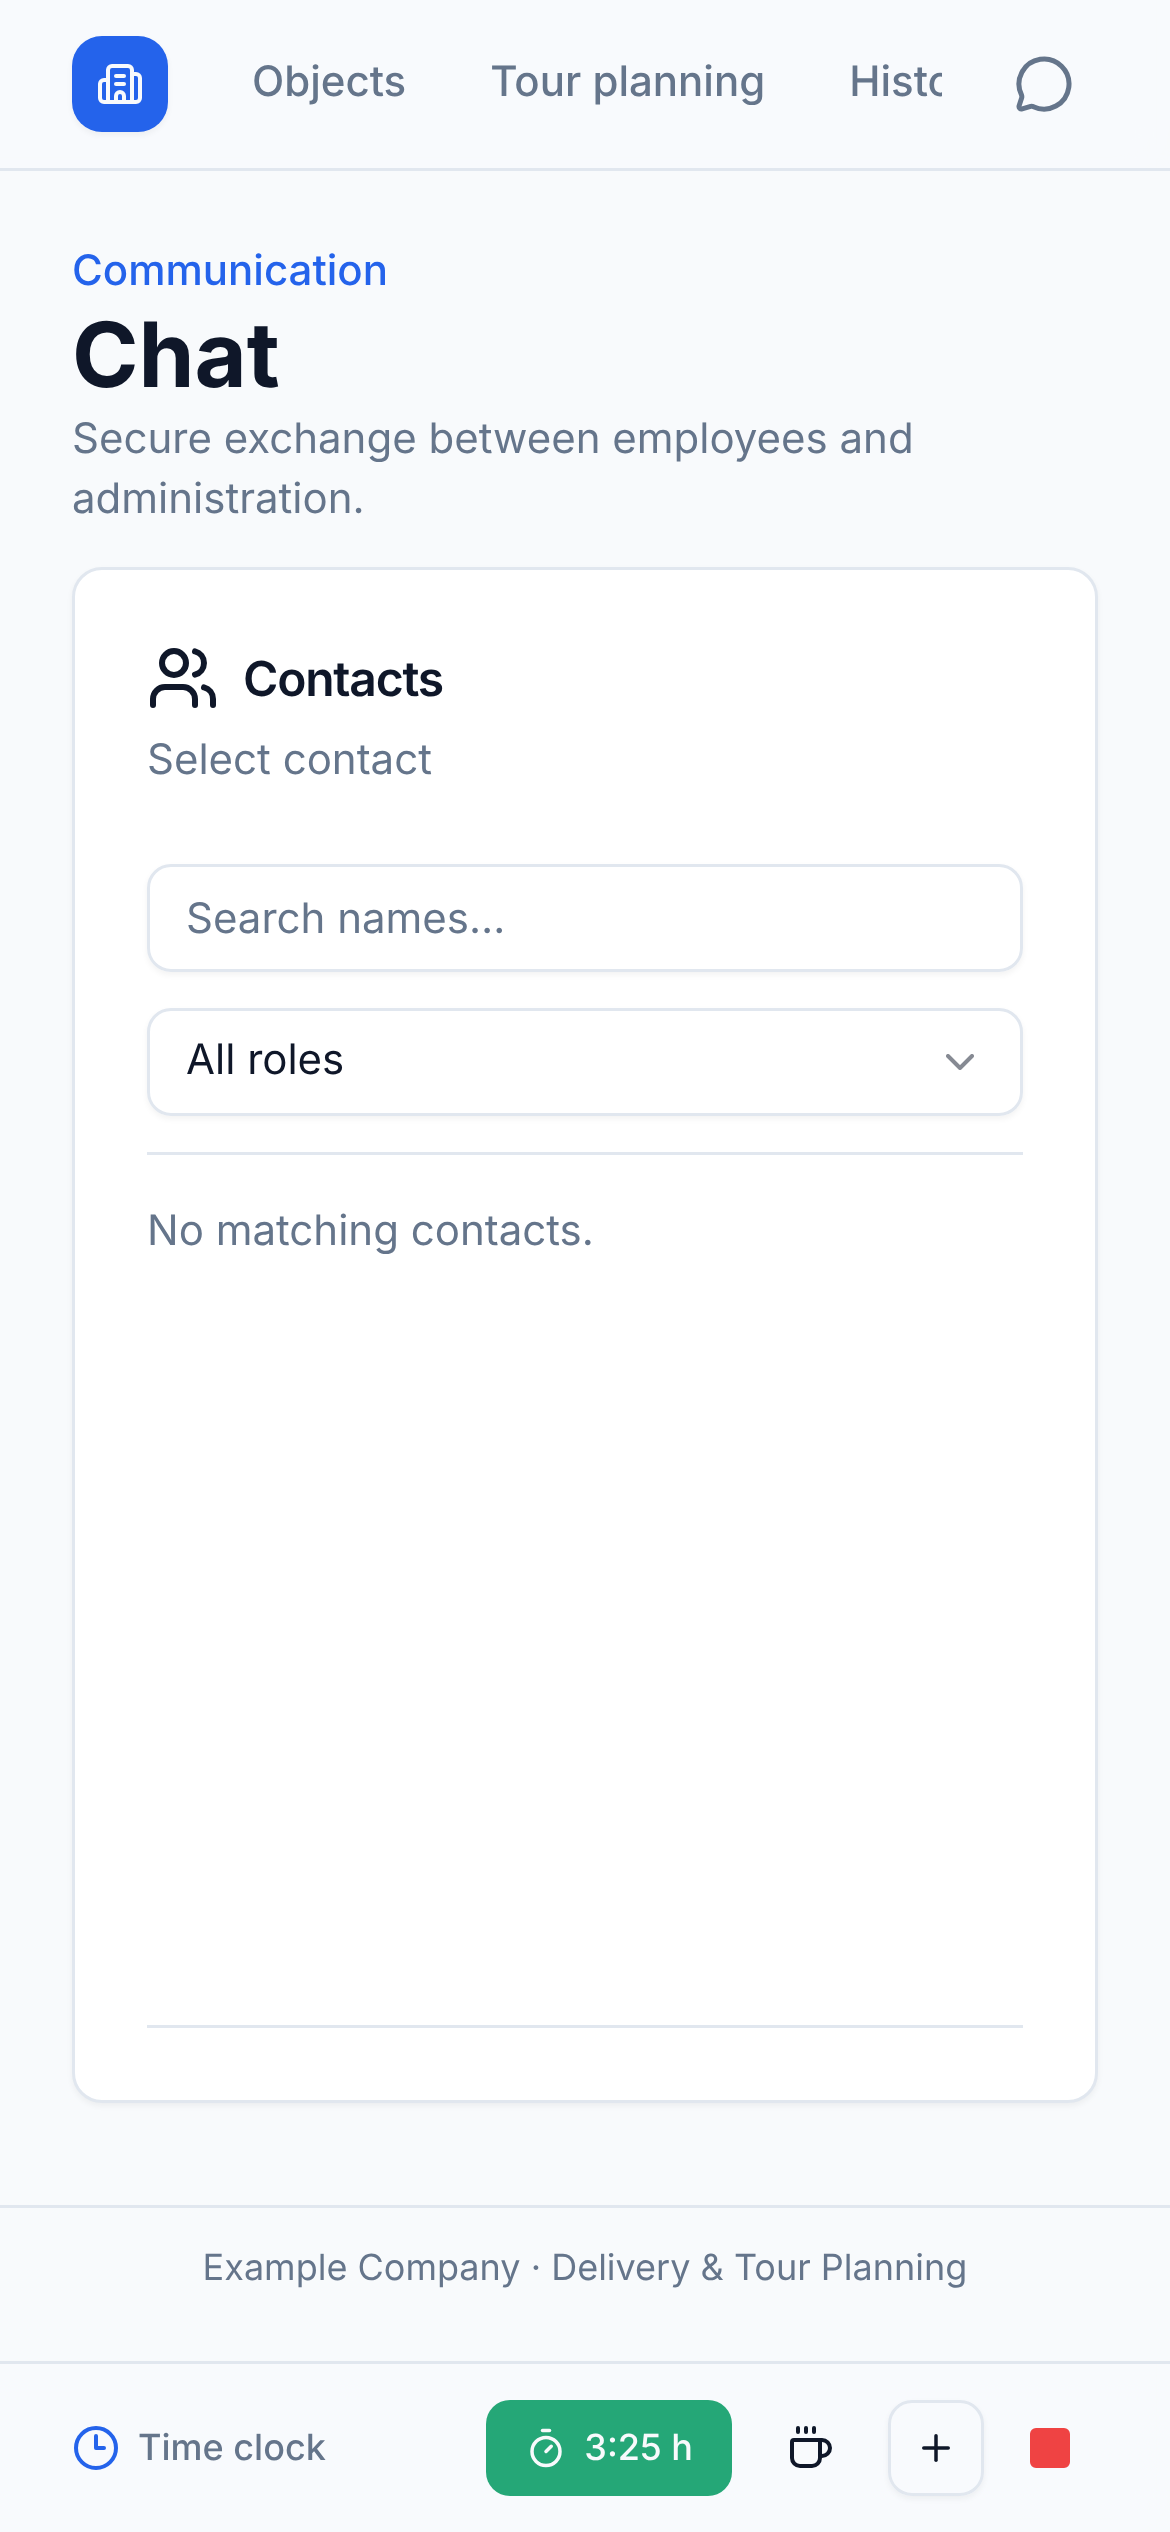 Objects
Tour planning
Histo
Communication
Chat
Secure exchange between employees and
administration.
Contacts
Select contact
Search names...
All roles
No matching contacts.
Example Company · Delivery & Tour Planning
Time clock
3:25 h